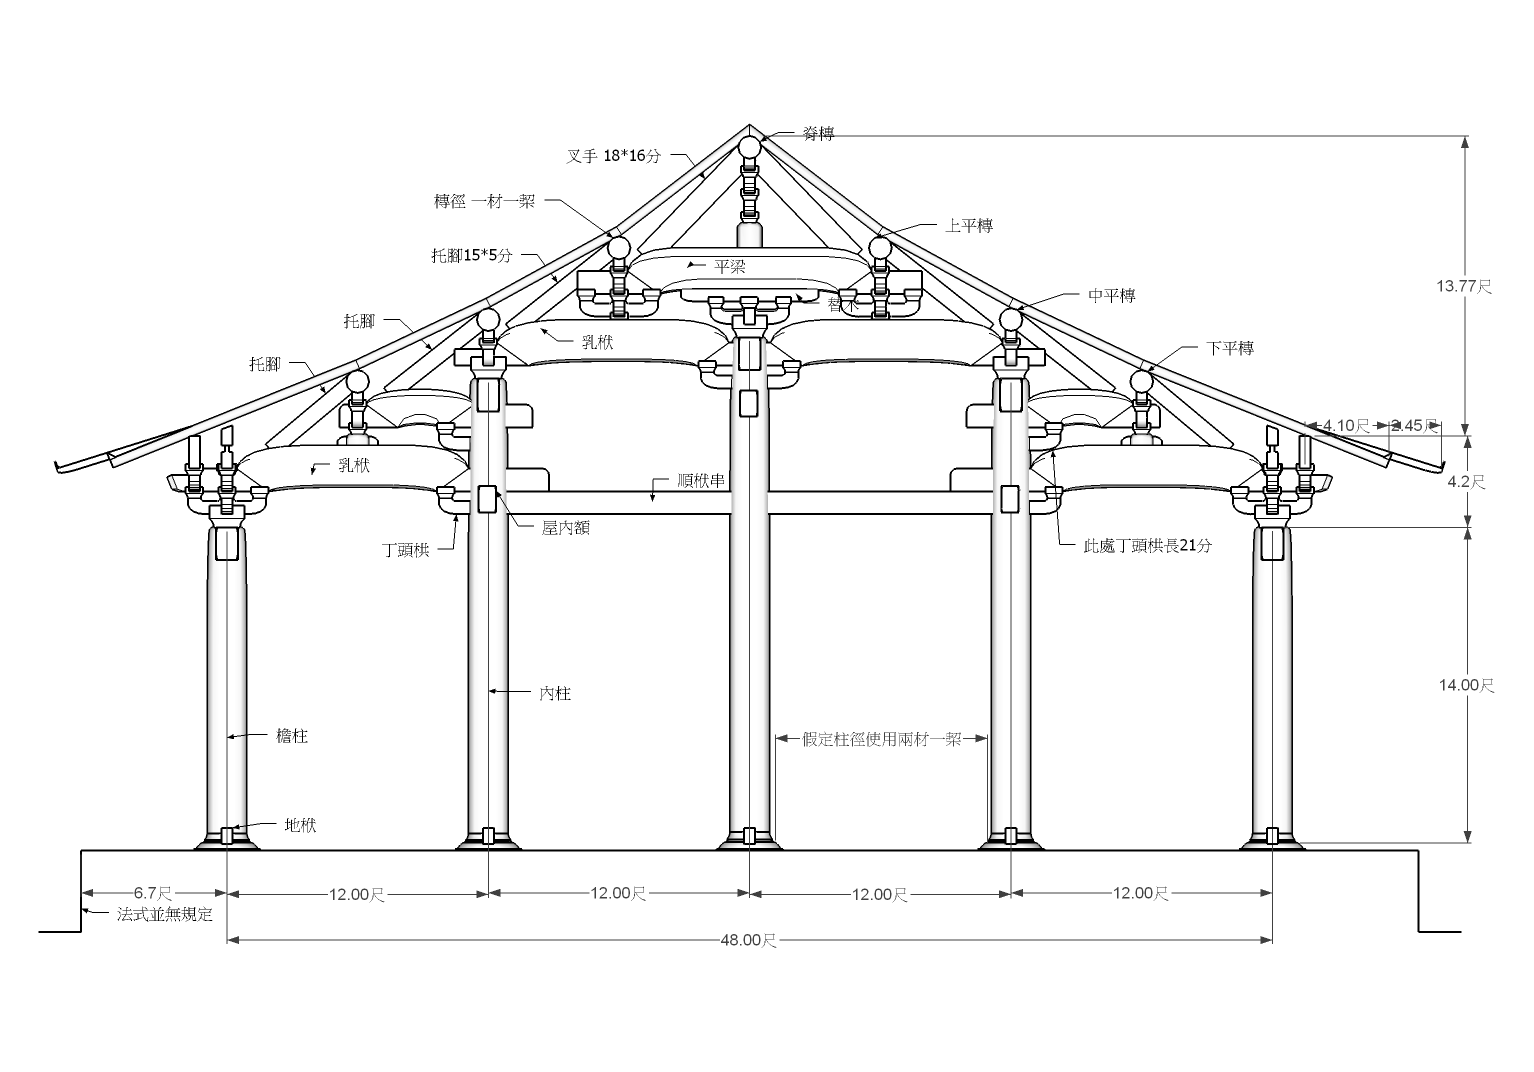 脊槫
叉手 18*16分
槫徑 一材一栔
上平槫
托腳15*5分
平梁
13.77尺
中平槫
替木
托腳
乳栿
下平槫
托腳
4.10尺
2.45尺
乳栿
順栿串
4.2尺
屋內額
丁頭栱
此處丁頭栱長21分
14.00尺
內柱
檐柱
假定柱徑使用兩材一栔
地栿
6.7尺
12.00尺
12.00尺
12.00尺
12.00尺
法式並無規定
48.00尺